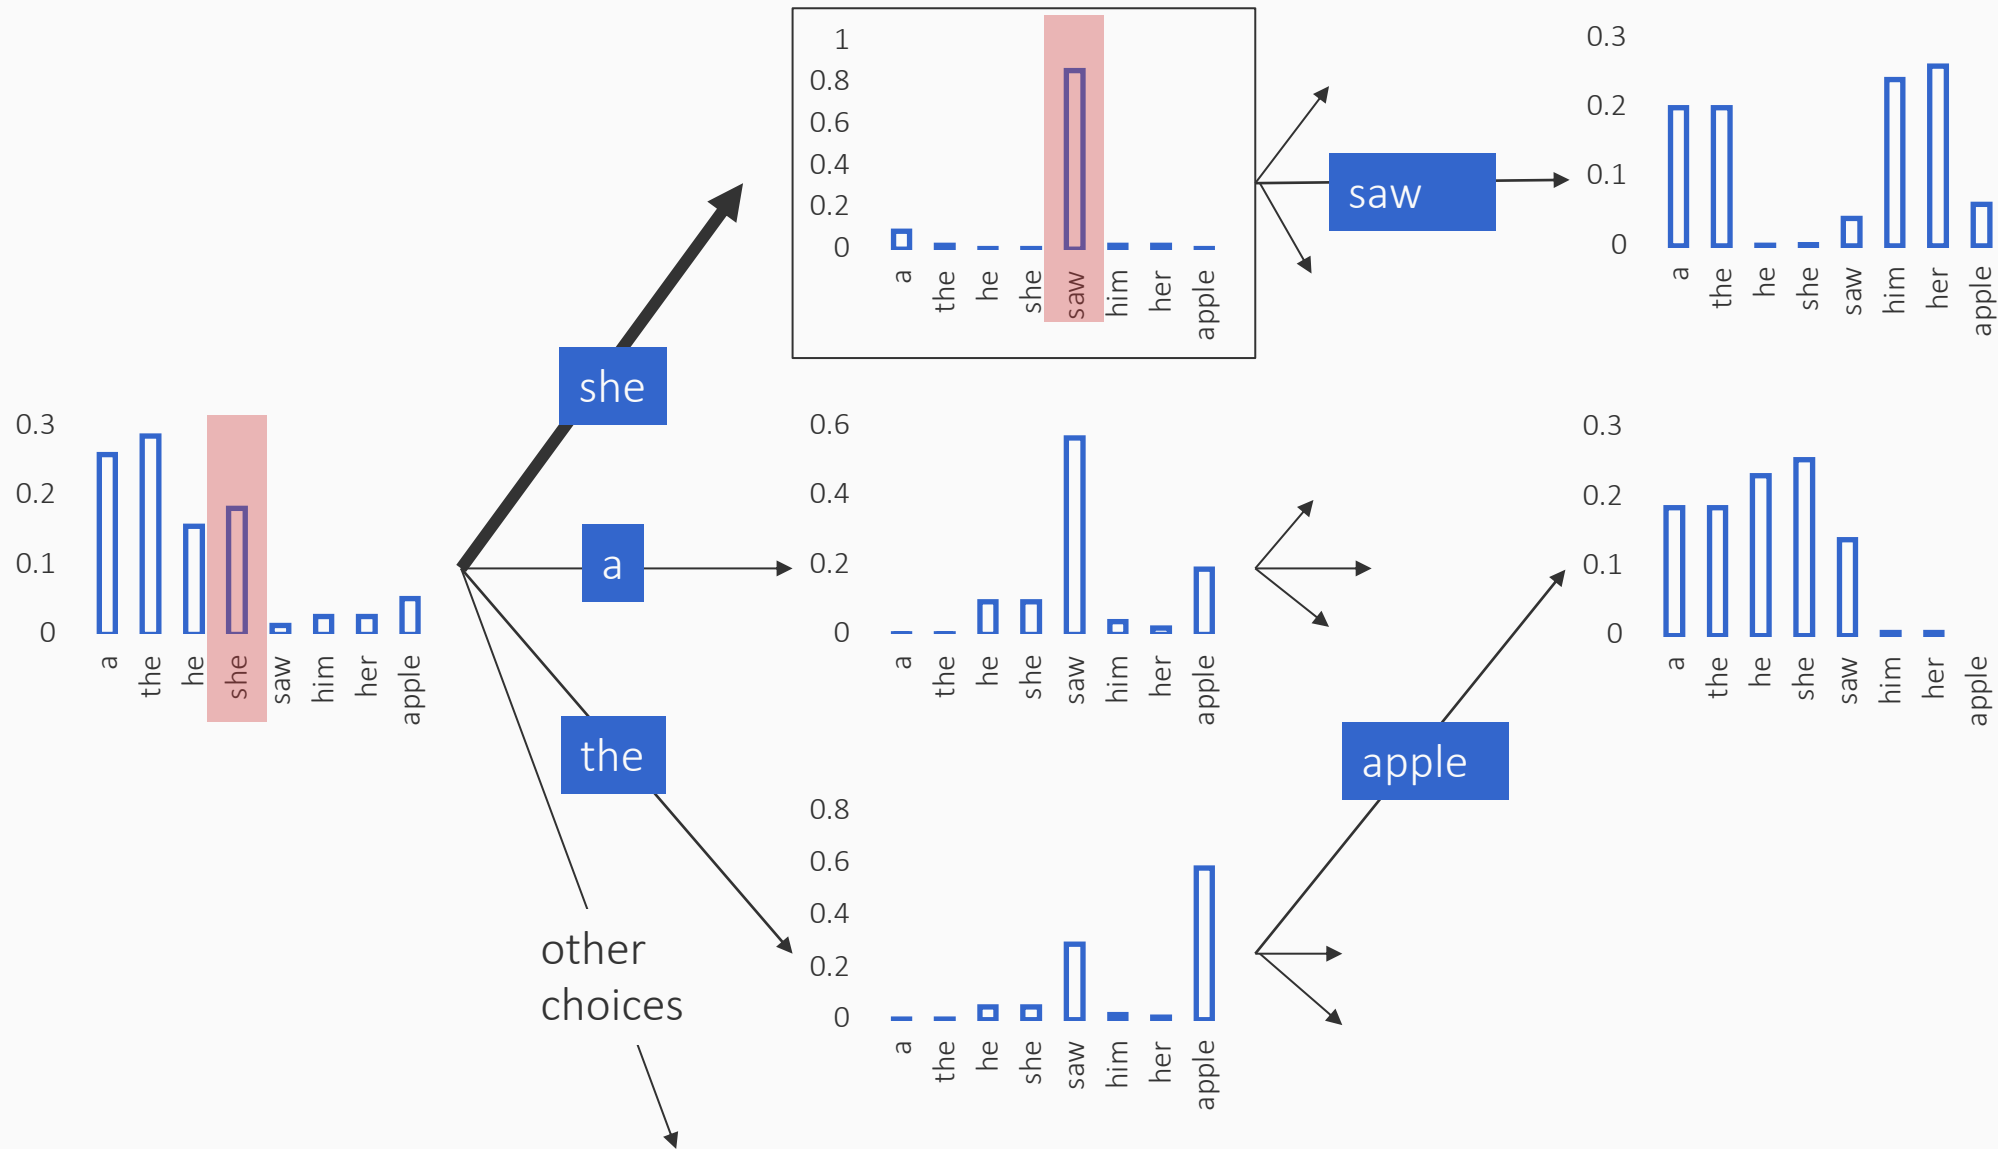 0.3
0.2
0.1
0
a
the
he
she
saw
him
her
apple
she
a
the
other
choices
1
0.8
0.6
0.4
0.2
0
a
the
he
she
saw
him
her
apple
0.6
0.4
0.2
0
a
the
he
she
saw
him
her
apple
0.8
0.6
0.4
0.2
0
a
the
he
she
saw
him
her
apple
saw
apple
0.3
0.2
0.1
0
a
the
he
she
saw
him
her
apple
0.3
0.2
0.1
0
a
the
he
she
saw
him
her
apple